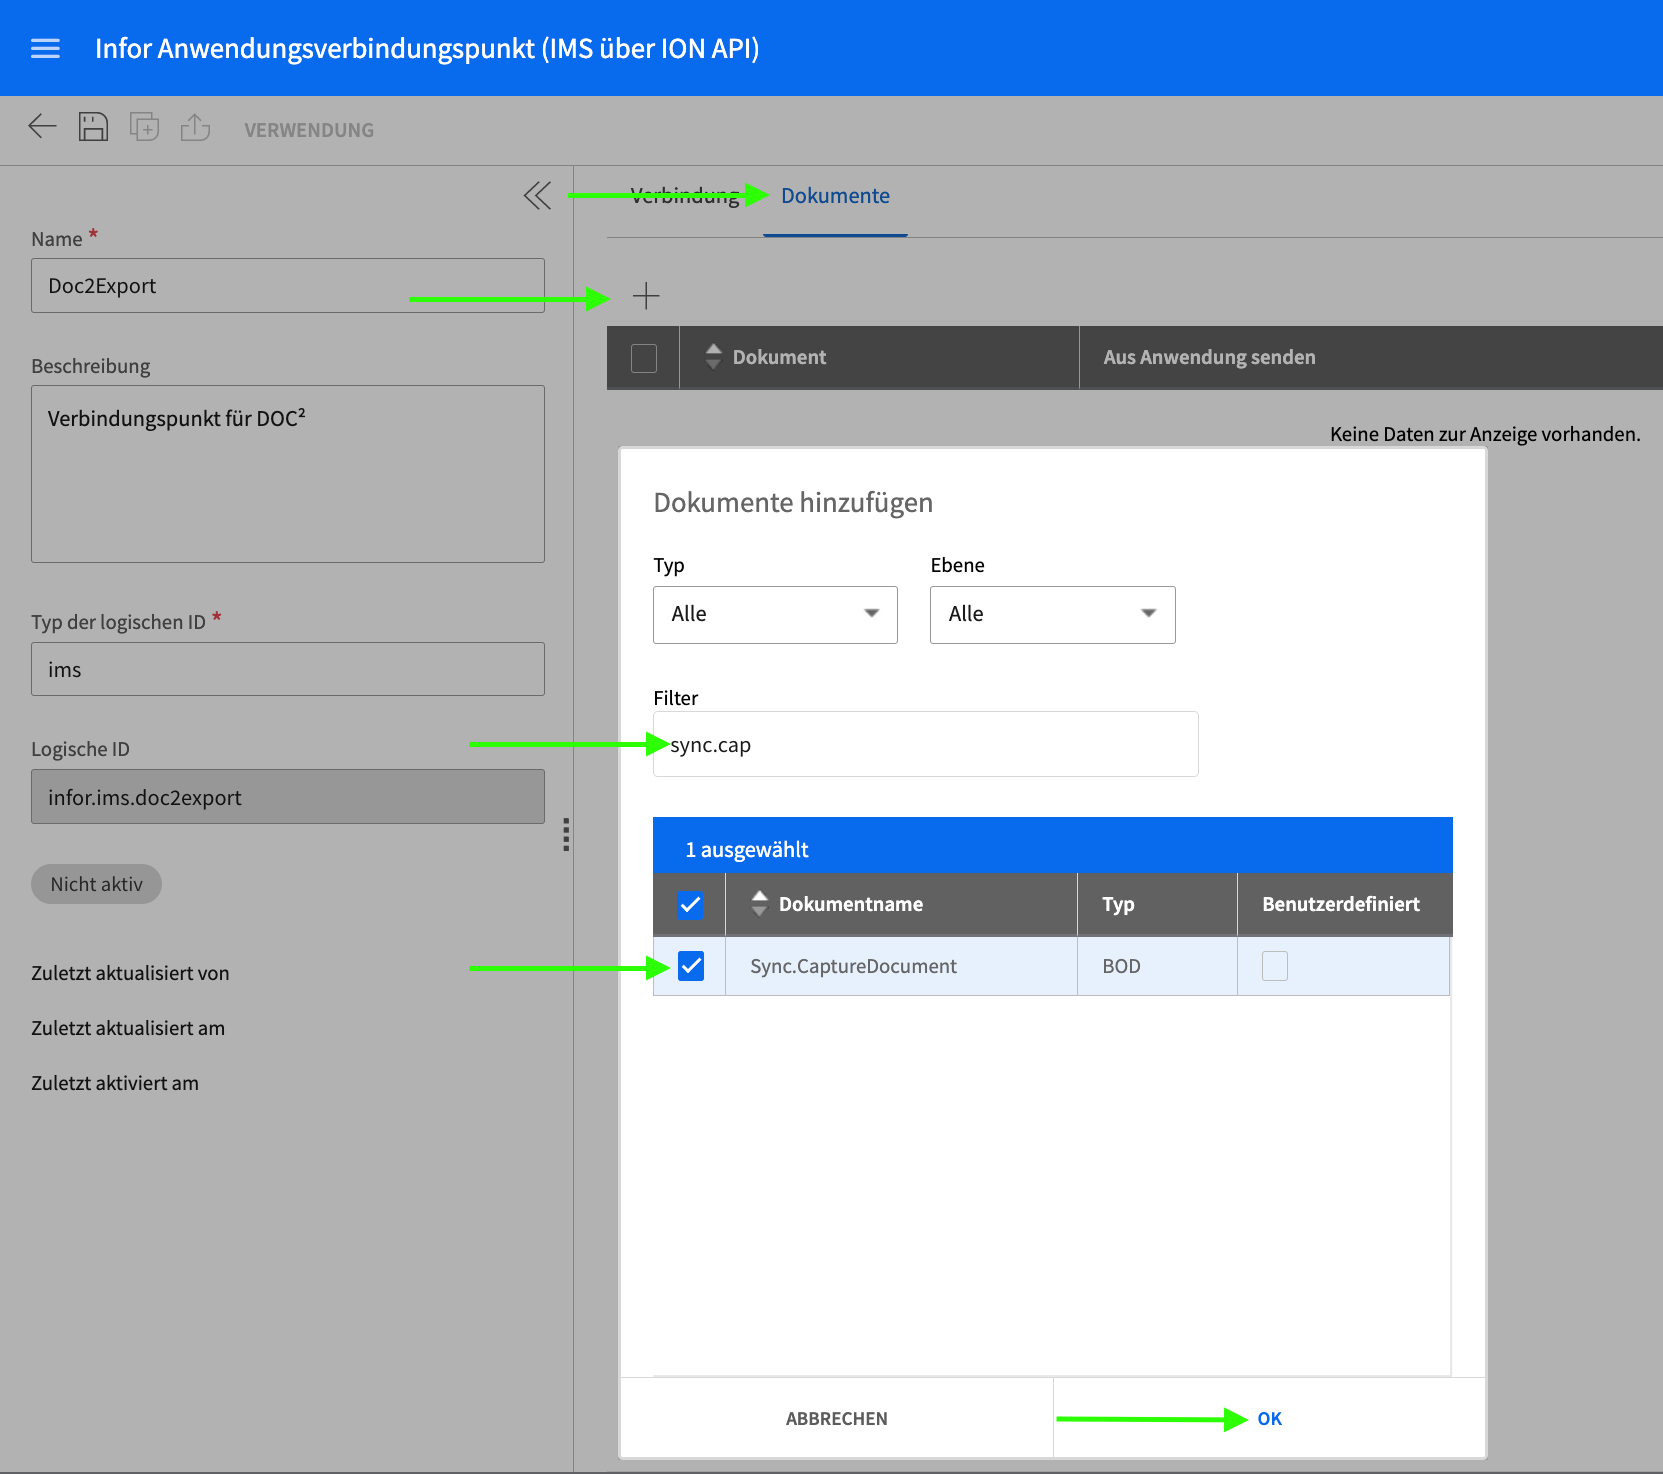 Infor Anwendungsverbindungspunkt (IMS über ION API)
VERWENDUNG
Verbindung Dokumente
Name *
Doc2Export
Beschreibung
Verbindungspunkt für DOC²
Typ der logischen ID *
ims
Logische ID
infor.ims.doc2export
Nicht aktiv
Zuletzt aktualisiert von
Zuletzt aktualisiert am
Zuletzt aktiviert am
Dokument Aus Anwendung senden
Keine Daten zur Anzeige vorhanden.
Dokumente hinzufügen
Typ Ebene
Alle Alle
Filter
sync.cap
1 ausgewählt
Dokumentname Typ Benutzerdefiniert
Sync.CaptureDocument BOD
ABBRECHEN OK